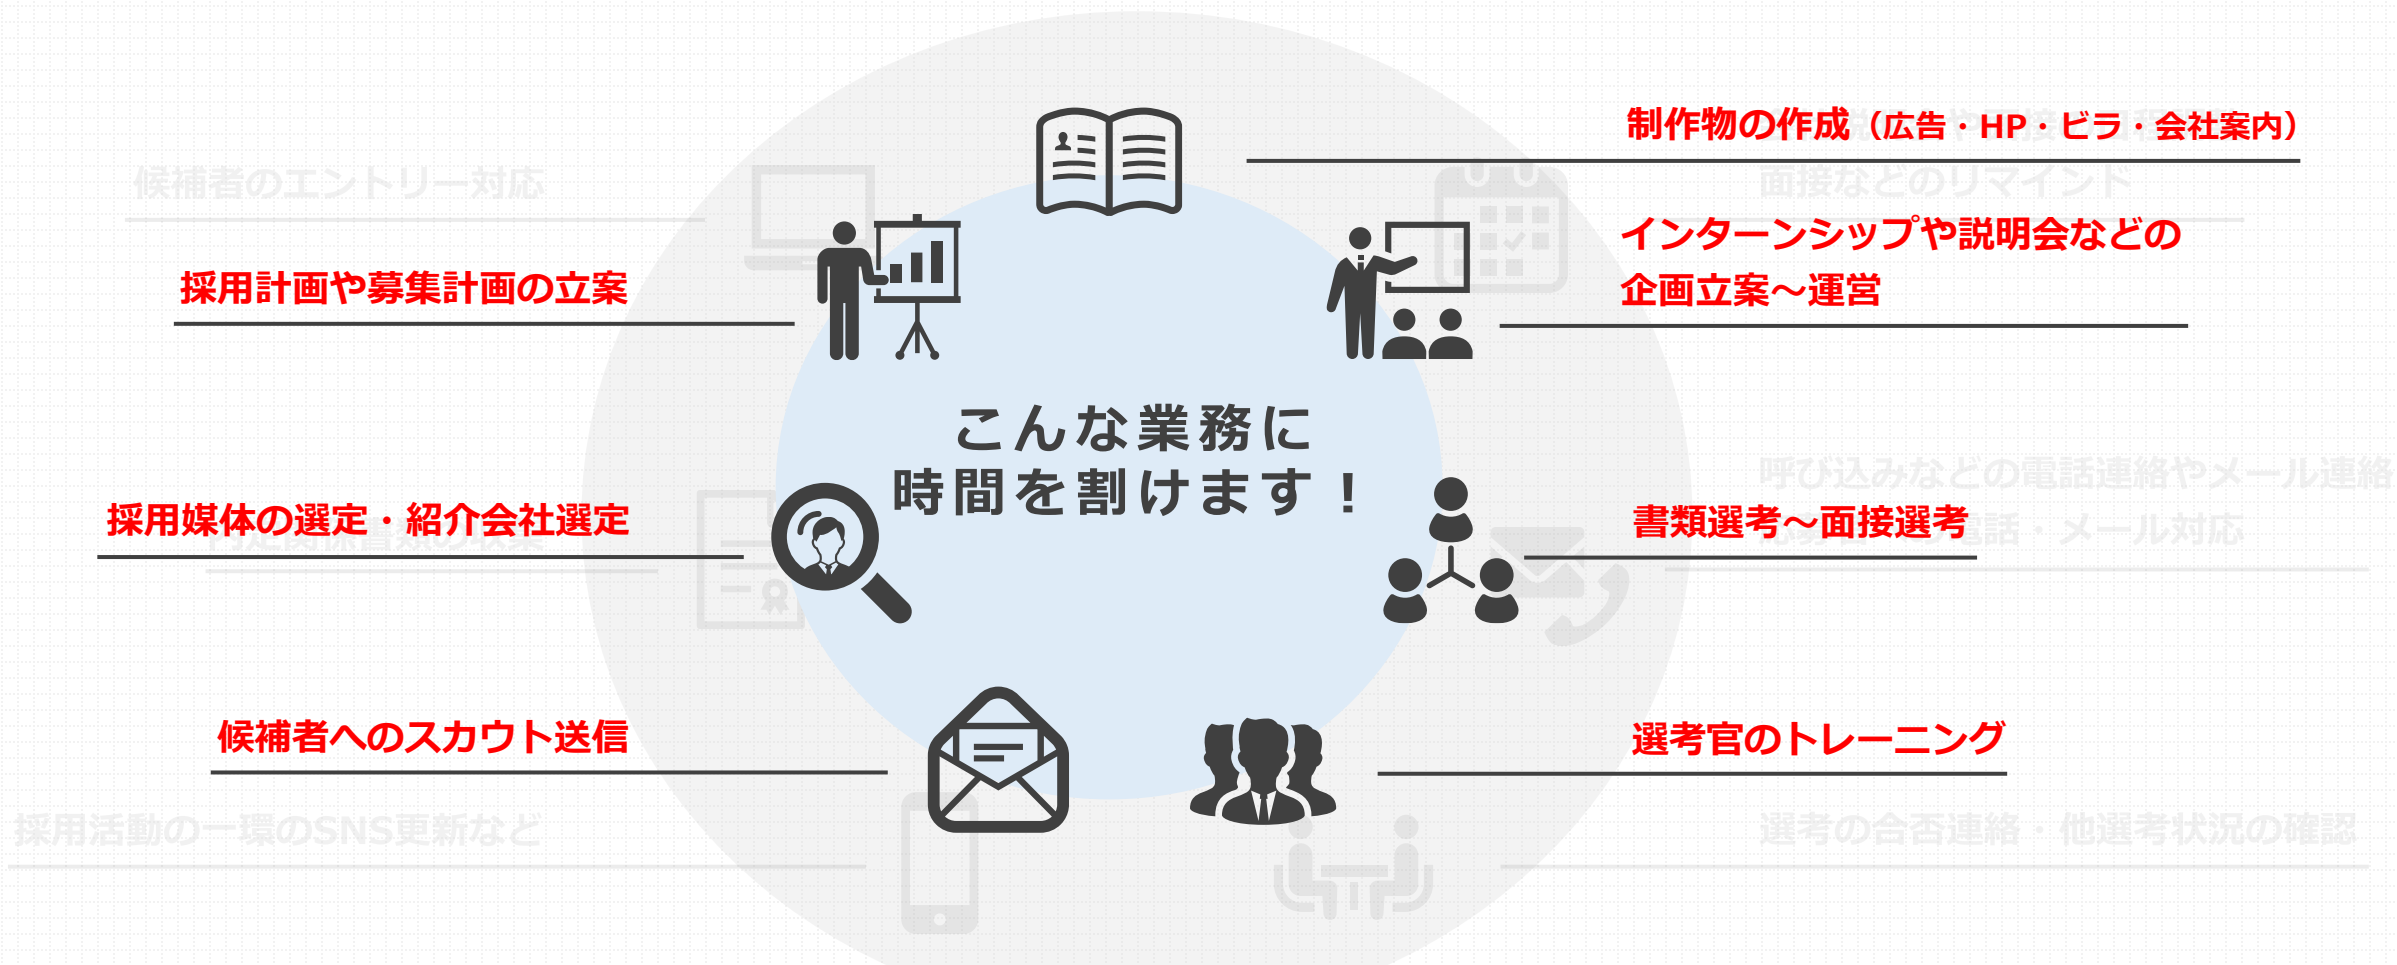 制作物の作成（広告・HP・ビラ・会社案内）
候補者のエントリー対応
面接などのリマインド
インターンシップや説明会などの
企画立案～運営
採用計画や募集計画の立案
こんな業務に
時間を割けます！
呼び込みなどの電話連絡やメール連絡
電話・メール対応
採用媒体の選定・紹介会社選定
書類選考～面接選考
候補者へのスカウト送信
選考官のトレーニング
採用活動の一環のSNS更新など
選考の合否連絡・他選考状況の確認